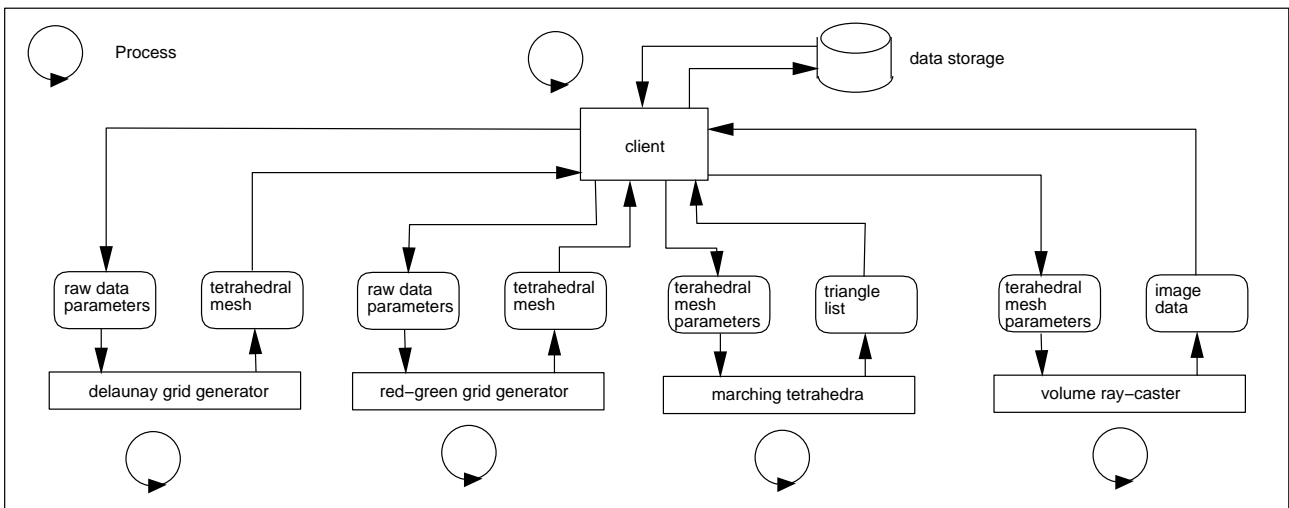 Process
data storage
client
raw data
parameters
tetrahedral
mesh
raw data
parameters
tetrahedral
mesh
terahedral
mesh
parameters
triangle
list
terahedral
mesh
parameters
image
data
delaunay grid generator
red−green grid generator
marching tetrahedra
volume ray−caster